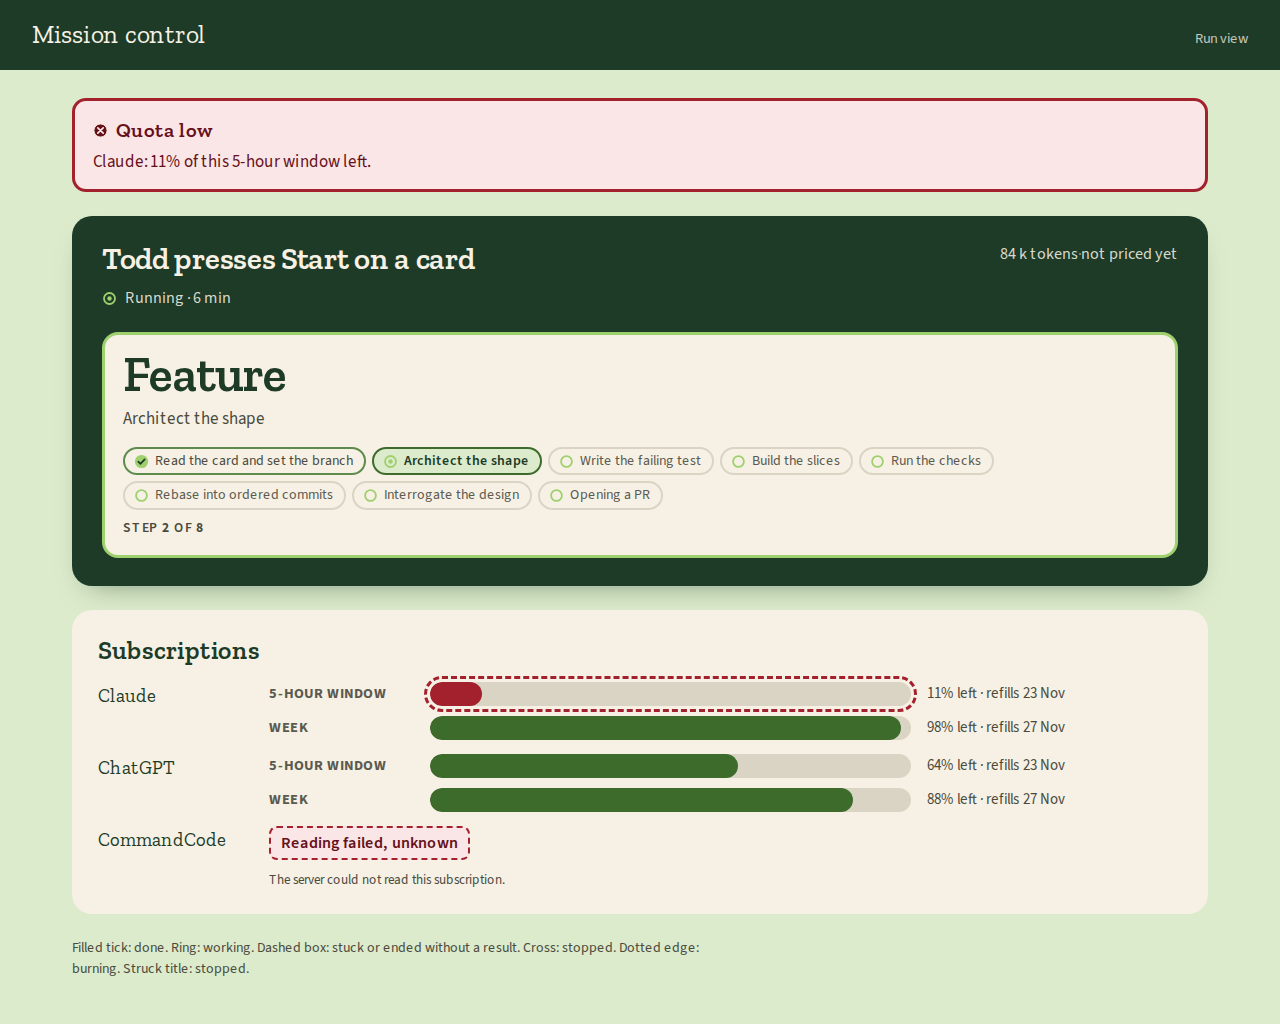 Mission control
Run view
Quota low
Claude: 11% of this 5-hour window left.
Todd presses Start on a card
84 k tokens·not priced yet
Running · 6 min
Feature
Architect the shape
Read the card and set the branch
Architect the shape
Write the failing test
Build the slices
Run the checks
Rebase into ordered commits
Interrogate the design
Opening a PR
STEP 2 OF 8
Subscriptions
Claude
5-HOUR WINDOW
11% left · refills 23 Nov
WEEK
98% left · refills 27 Nov
ChatGPT
5-HOUR WINDOW
64% left · refills 23 Nov
WEEK
88% left · refills 27 Nov
CommandCode
Reading failed, unknown
The server could not read this subscription.
Filled tick: done. Ring: working. Dashed box: stuck or ended without a result. Cross: stopped. Dotted edge:
burning. Struck title: stopped.